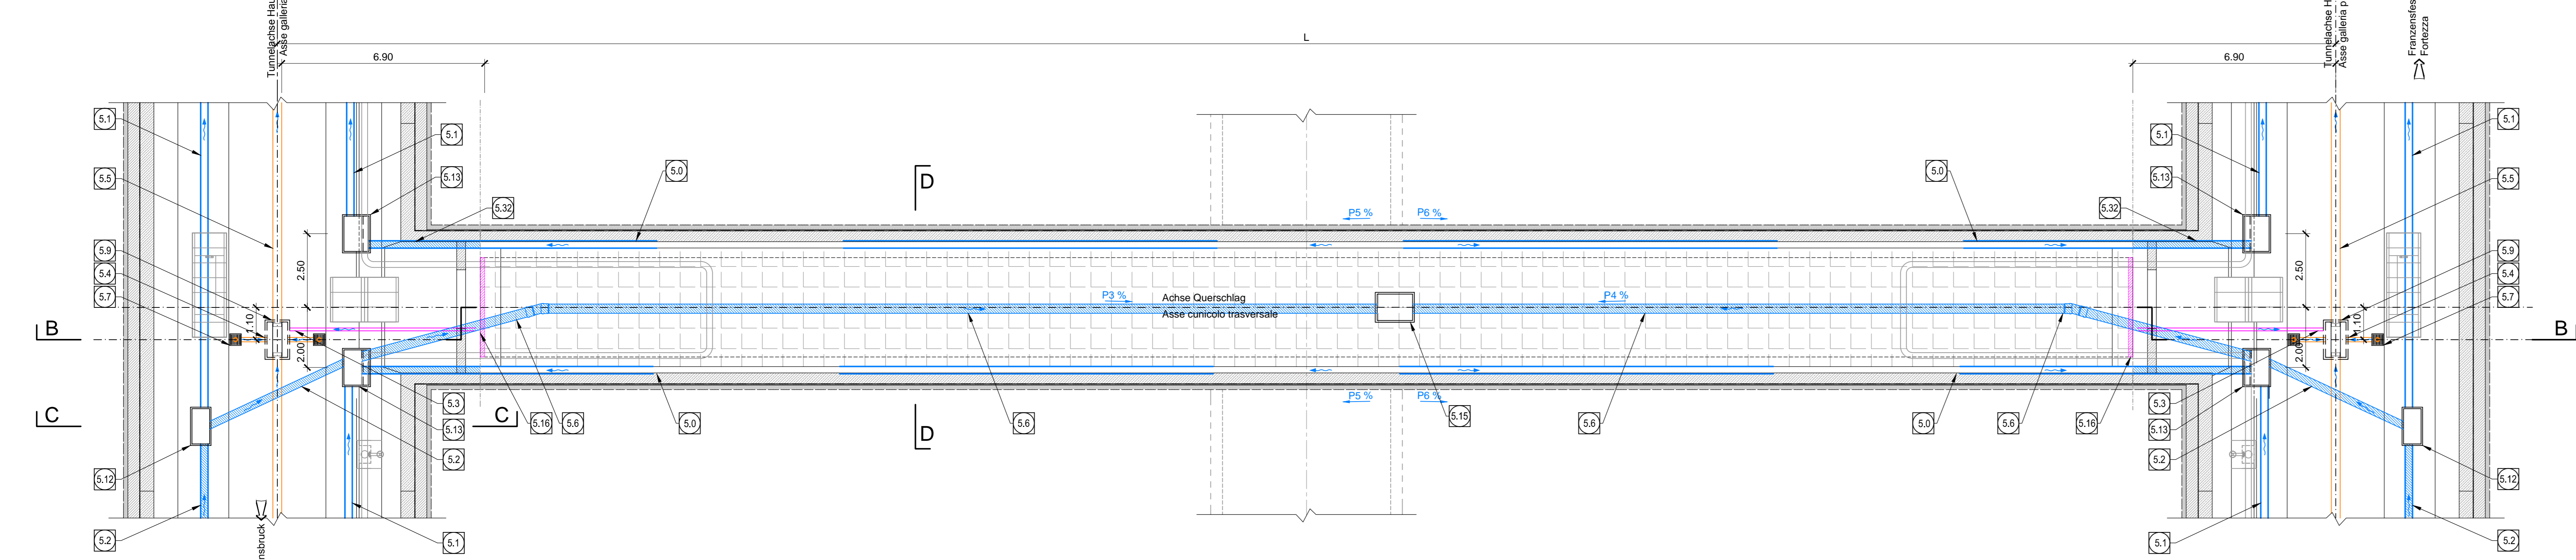 Tunnelachse Hau
Asse galleria
L
Tunnelachse H
Asse galleria p
Franzensfes
Fortezza
6.90
6.90
5.1
5.1
5.1
5.1
5.5
5.13
5.0
D
5.0
5.13
5.5
5.32
P5 %
P6 %
5.32
5.9
5.4
5.7
2.50
1.10
2.00
P3 %
Achse Querschlag
Asse cunicolo trasversale
P4 %
2.50
1.10
2.00
5.9
5.4
5.7
B
B
C
C
5.3
5.13
5.16
5.6
5.0
D
5.6
P5 %
P6 %
5.15
5.6
5.0
5.6
5.16
5.3
5.13
5.12
5.2
5.2
5.12
5.2
nsbruck
5.1
5.1
5.2